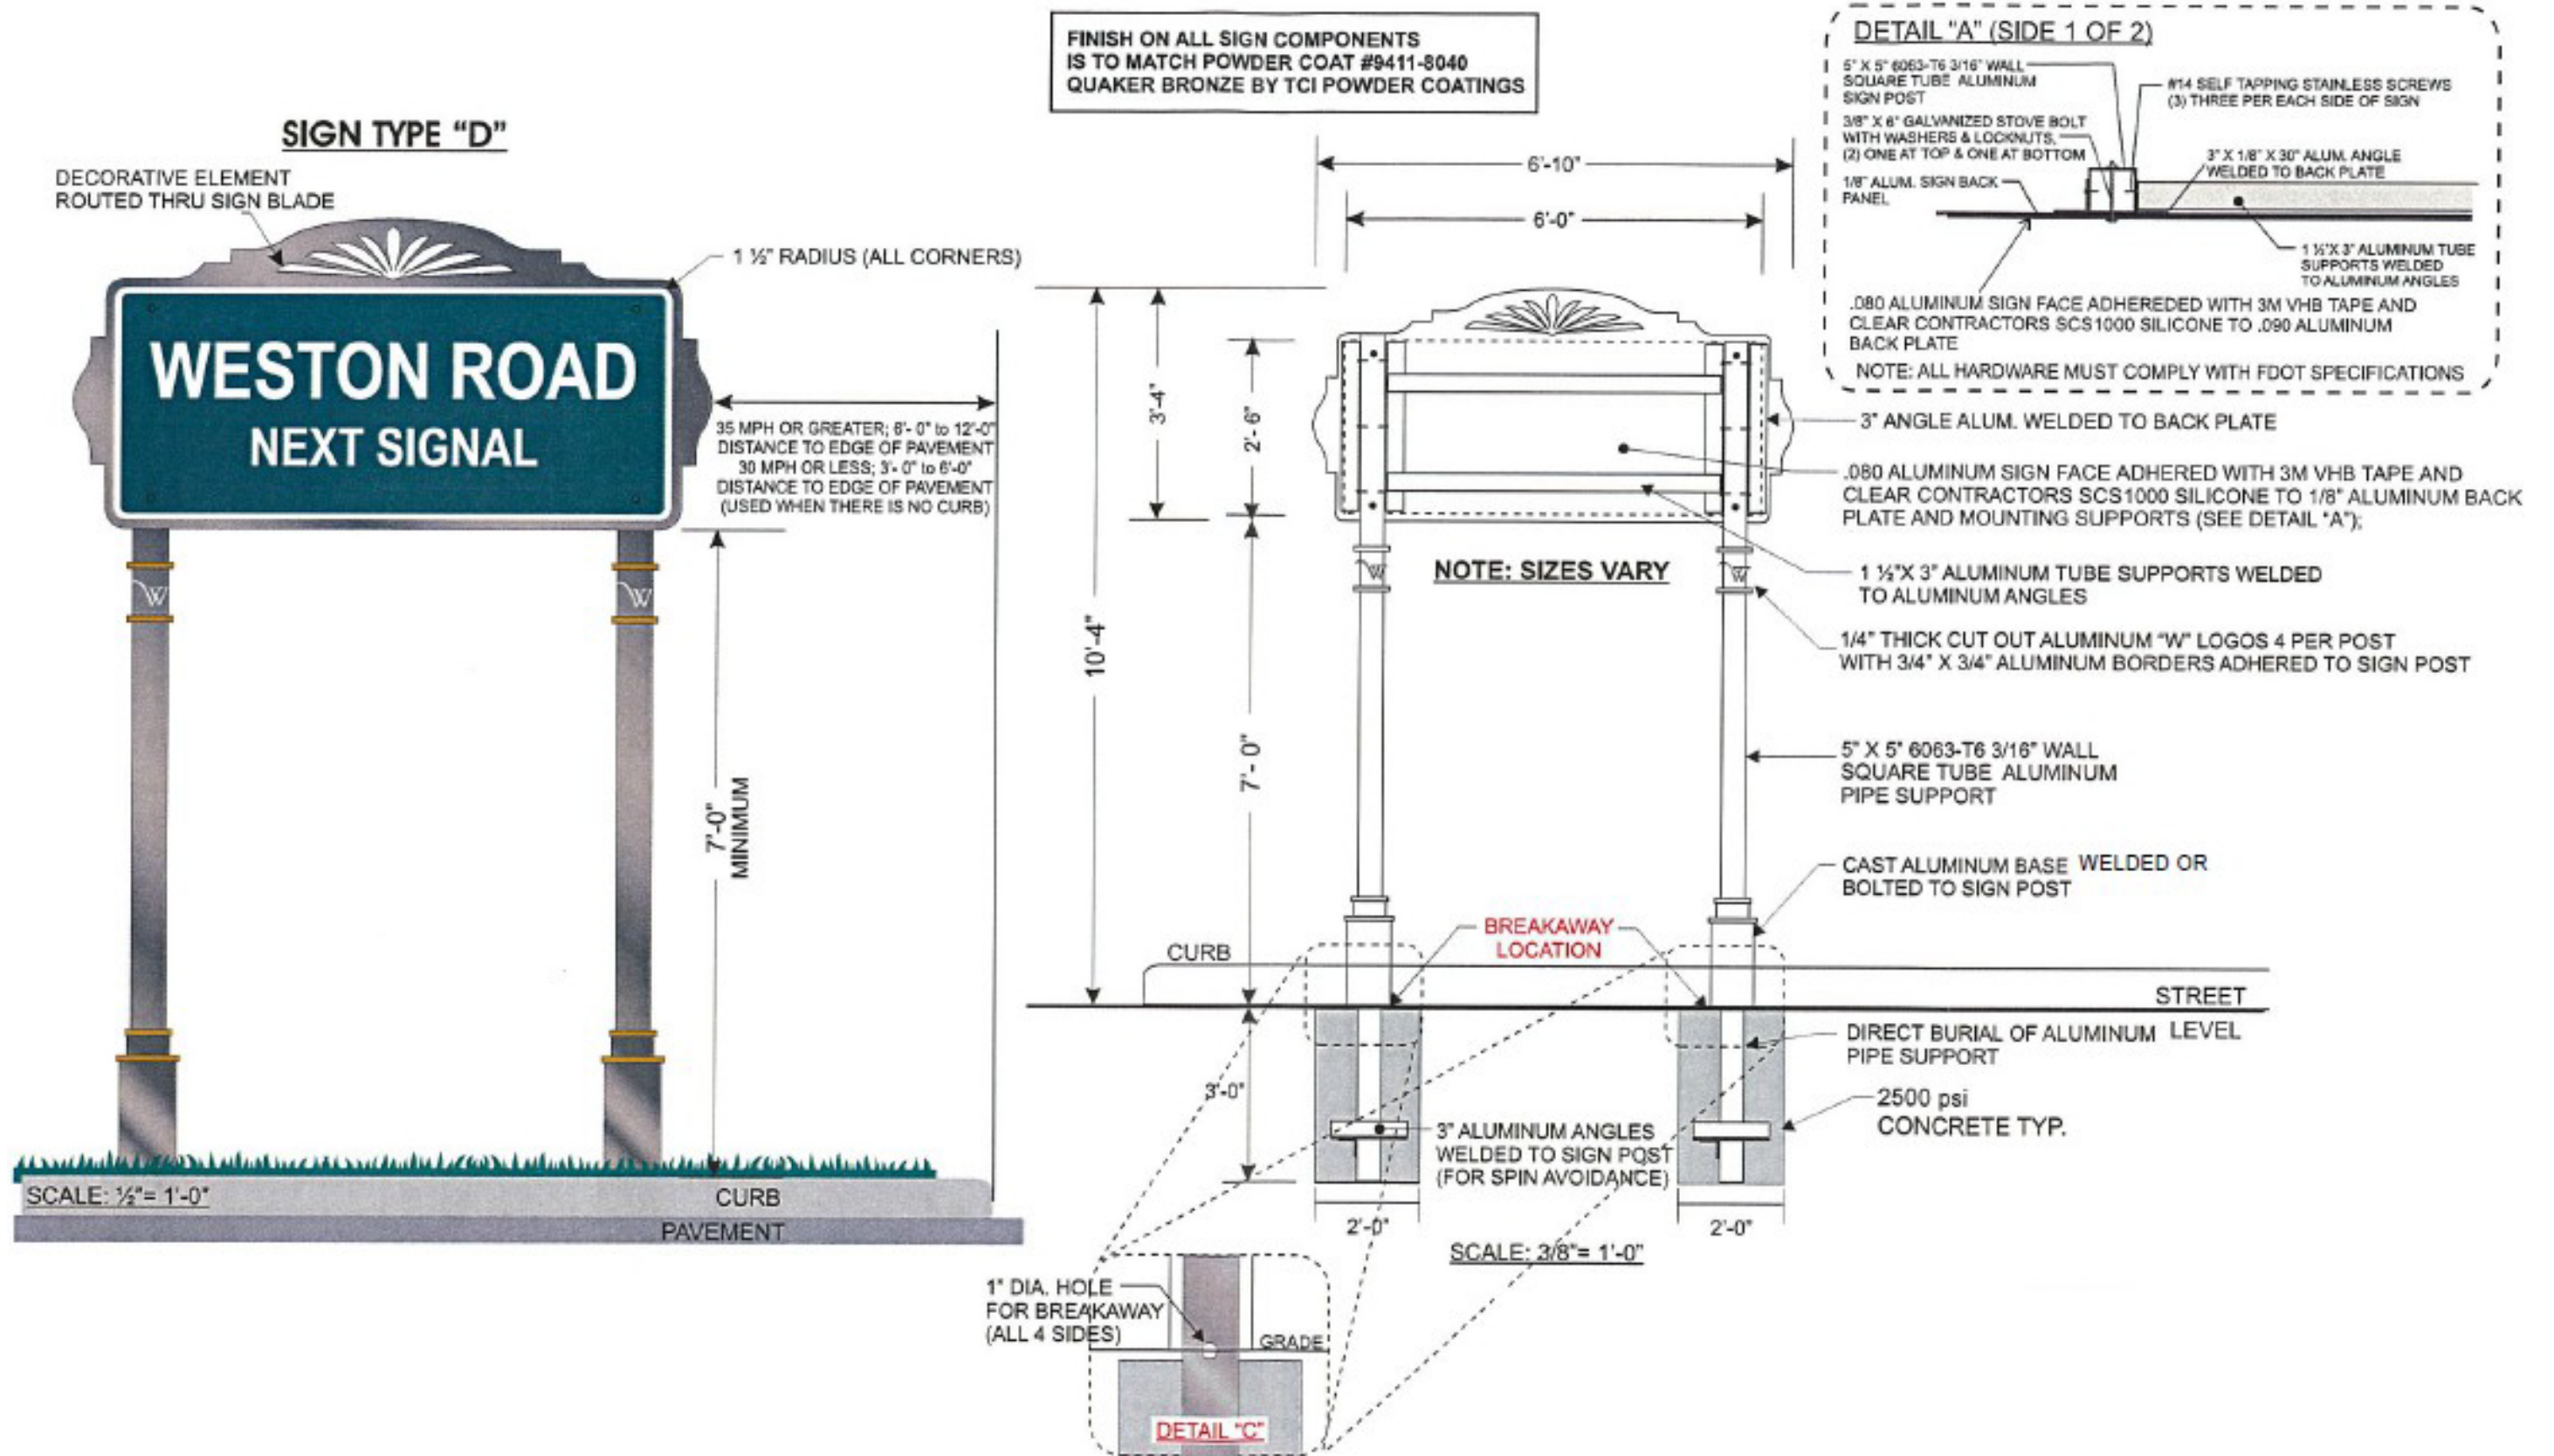 FINISH ON ALL SIGN COMPONENTS
IS TO MATCH POWDER COAT #9411-8040
QUAKER BRONZE BY TCI POWDER COATINGS
SIGN TYPE “D”
DECORATIVE ELEMENT
ROUTED THRU SIGN BLADE
1 ½" RADIUS (ALL CORNERS)
WESTON ROAD
NEXT SIGNAL
35 MPH OR GREATER; 6'- 0" to 12'-0"
DISTANCE TO EDGE OF PAVEMENT
30 MPH OR LESS; 3'- 0" to 6'-0"
DISTANCE TO EDGE OF PAVEMENT
(USED WHEN THERE IS NO CURB)
W
W
7'-0"
MINIMUM
SCALE: ½"= 1'-0"
CURB
PAVEMENT
6'-10"
6'-0"
10'-4"
3'-4"
2'- 6"
7'- 0"
3'-0"
NOTE: SIZES VARY
W
W
CURB
BREAKAWAY
LOCATION
STREET
LEVEL
3" ALUMINUM ANGLES
WELDED TO SIGN POST
(FOR SPIN AVOIDANCE)
2'-0"
2'-0"
SCALE: 3/8"= 1'-0"
1" DIA. HOLE
FOR BREAKAWAY
(ALL 4 SIDES)
GRADE
DETAIL "C"
DETAIL “A” (SIDE 1 OF 2)
5" X 5" 6063-T6 3/16" WALL
SQUARE TUBE ALUMINUM
SIGN POST
3/8" X 6" GALVANIZED STOVE BOLT
WITH WASHERS & LOCKNUTS,
(2) ONE AT TOP & ONE AT BOTTOM
1/8" ALUM. SIGN BACK
PANEL
#14 SELF TAPPING STAINLESS SCREWS
(3) THREE PER EACH SIDE OF SIGN
3" X 1/8" X 30" ALUM. ANGLE
WELDED TO BACK PLATE
1 ½"X 3" ALUMINUM TUBE
SUPPORTS WELDED
TO ALUMINUM ANGLES
.080 ALUMINUM SIGN FACE ADHEREDED WITH 3M VHB TAPE AND
CLEAR CONTRACTORS SCS1000 SILICONE TO .090 ALUMINUM
BACK PLATE
NOTE: ALL HARDWARE MUST COMPLY WITH FDOT SPECIFICATIONS
3" ANGLE ALUM. WELDED TO BACK PLATE
.080 ALUMINUM SIGN FACE ADHERED WITH 3M VHB TAPE AND
CLEAR CONTRACTORS SCS1000 SILICONE TO 1/8" ALUMINUM BACK
PLATE AND MOUNTING SUPPORTS (SEE DETAIL "A");
1 ½"X 3" ALUMINUM TUBE SUPPORTS WELDED
TO ALUMINUM ANGLES
1/4" THICK CUT OUT ALUMINUM “W” LOGOS 4 PER POST
WITH 3/4" X 3/4" ALUMINUM BORDERS ADHERED TO SIGN POST
5" X 5" 6063-T6 3/16" WALL
SQUARE TUBE ALUMINUM
PIPE SUPPORT
CAST ALUMINUM BASE WELDED OR
BOLTED TO SIGN POST
DIRECT BURIAL OF ALUMINUM
PIPE SUPPORT
2500 psi
CONCRETE TYP.